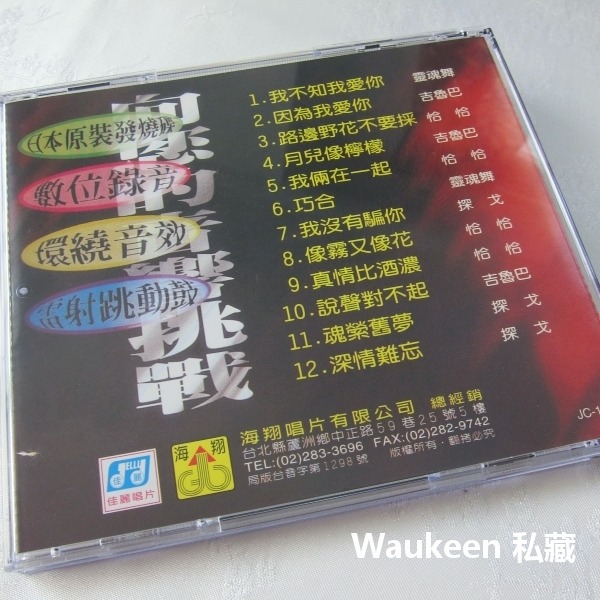 向您的音響挑戰
日本原裝發燒碟
數位錄音
環繞音效
雷射跳動鼓
1.我不知我愛你 靈魂舞
2.因為我愛你 吉魯巴
3.路邊野花不要採 恰恰
4.月兒像檸檬 吉魯巴
5.我倆在一起 恰恰
6.巧合 靈魂舞
7.我沒有騙你 探戈
8.像霧又像花 恰恰
9.真情比酒濃 恰恰
10.說聲對不起 吉魯巴
11.魂縈舊夢 探戈
12.深情難忘 探戈
JELLI
佳麗
佳麗唱片
海翔
海翔唱片有限公司 總經銷
台北縣蘆洲鄉中正路59巷25號5樓
TEL:(02)283-3696 FAX:(02)282-9742
局版台音字第1298號 版權所有‧翻拷必究
JC-1
Waukeen 私藏